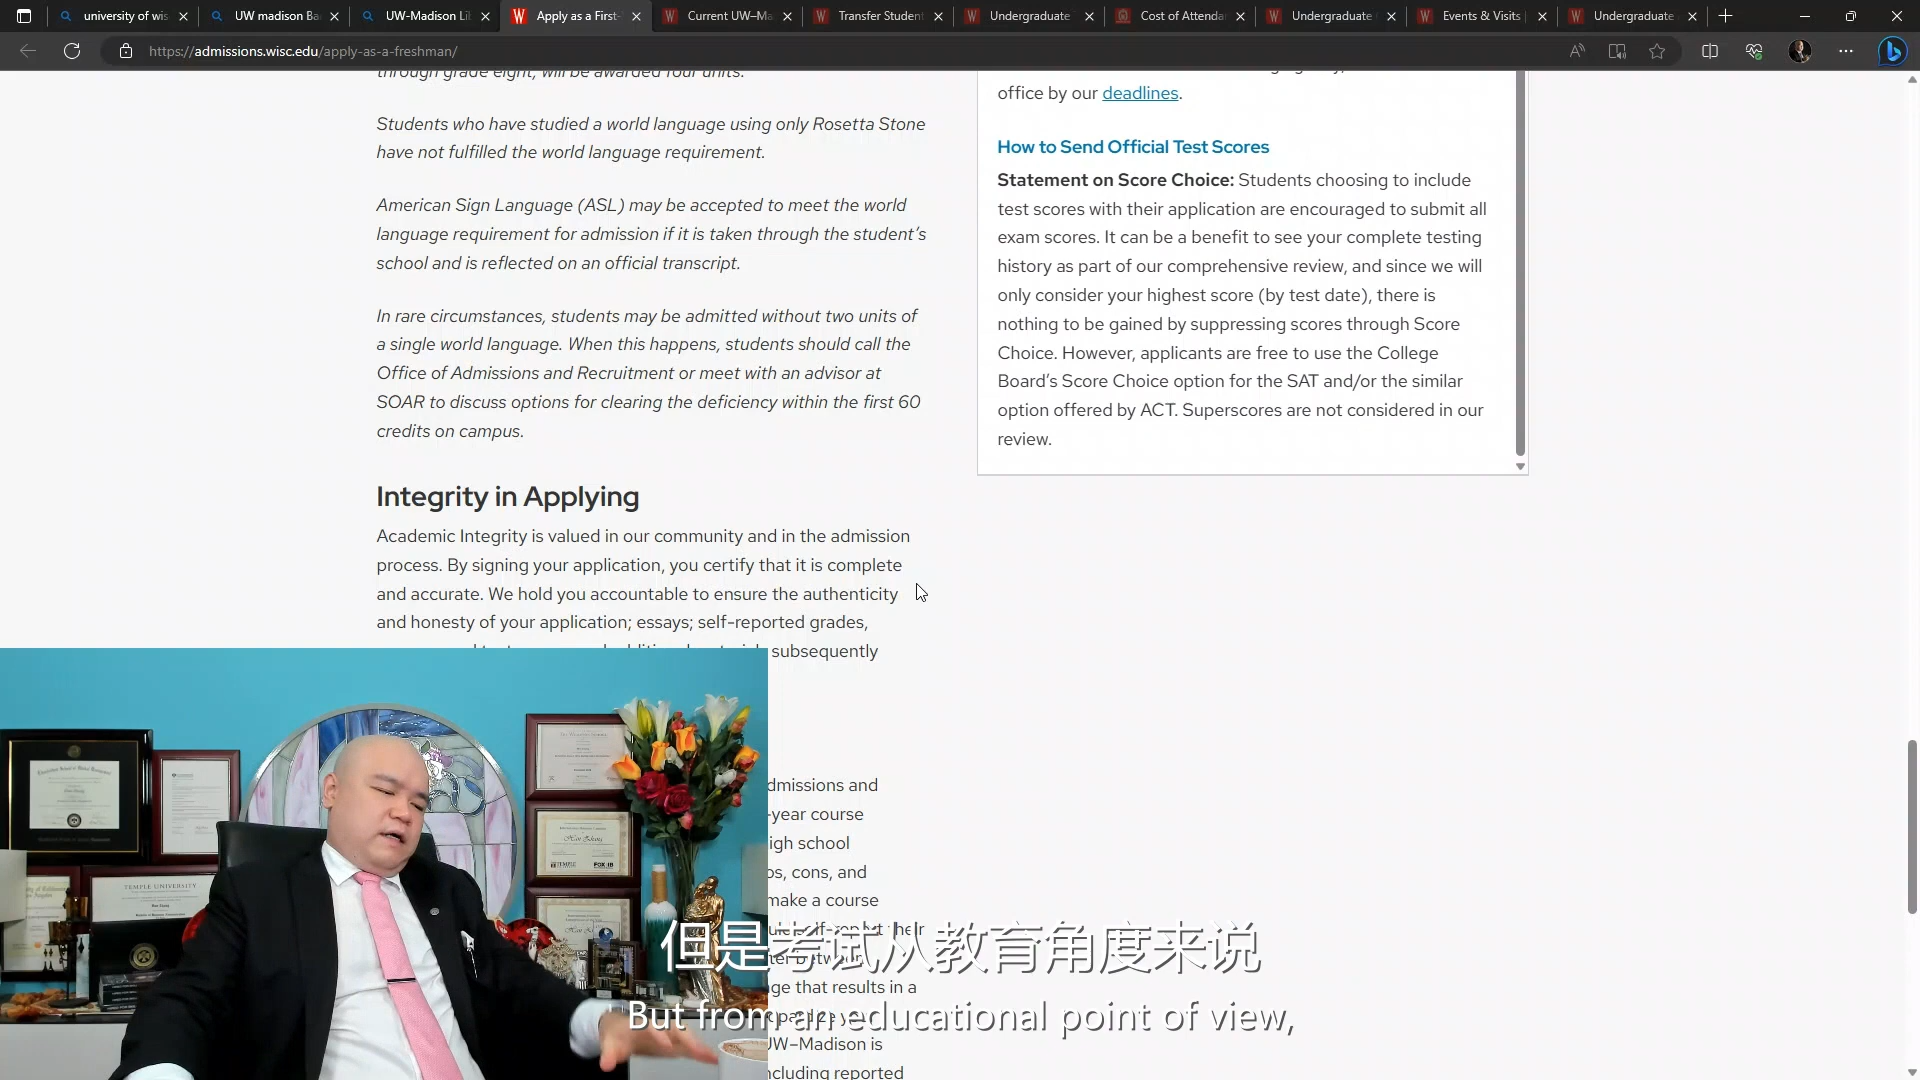 university of wis
UW madison Ba
UW-Madison Li
Apply as a First-
Current UW–Ma
Transfer Student
Undergraduate
Cost of Attenda
Undergraduate
Events & Visits
Undergraduate
https://admissions.wisc.edu/apply-as-a-freshman/
through grade eight, will be awarded four units.
Students who have studied a world language using only Rosetta Stone
have not fulfilled the world language requirement.
American Sign Language (ASL) may be accepted to meet the world
language requirement for admission if it is taken through the student's
school and is reflected on an official transcript.
In rare circumstances, students may be admitted without two units of
a single world language. When this happens, students should call the
Office of Admissions and Recruitment or meet with an advisor at
SOAR to discuss options for clearing the deficiency within the first 60
credits on campus.
Integrity in Applying
Academic Integrity is valued in our community and in the admission
process. By signing your application, you certify that it is complete
and accurate. We hold you accountable to ensure the authenticity
and honesty of your application; essays; self-reported grades,
subsequently
office by our deadlines.
How to Send Official Test Scores
Statement on Score Choice: Students choosing to include
test scores with their application are encouraged to submit all
exam scores. It can be a benefit to see your complete testing
history as part of our comprehensive review, and since we will
only consider your highest score (by test date), there is
nothing to be gained by suppressing scores through Score
Choice. However, applicants are free to use the College
Board's Score Choice option for the SAT and/or the similar
option offered by ACT. Superscores are not considered in our
review.
dmissions and
-year course
igh school
os, cons, and
make a course
ge that results in a
UW–Madison is
ncluding reported
TEMPLE UNIVERSITY
TEMPLE
FOX·IB
但是考试从教育角度来说
But from an educational point of view,